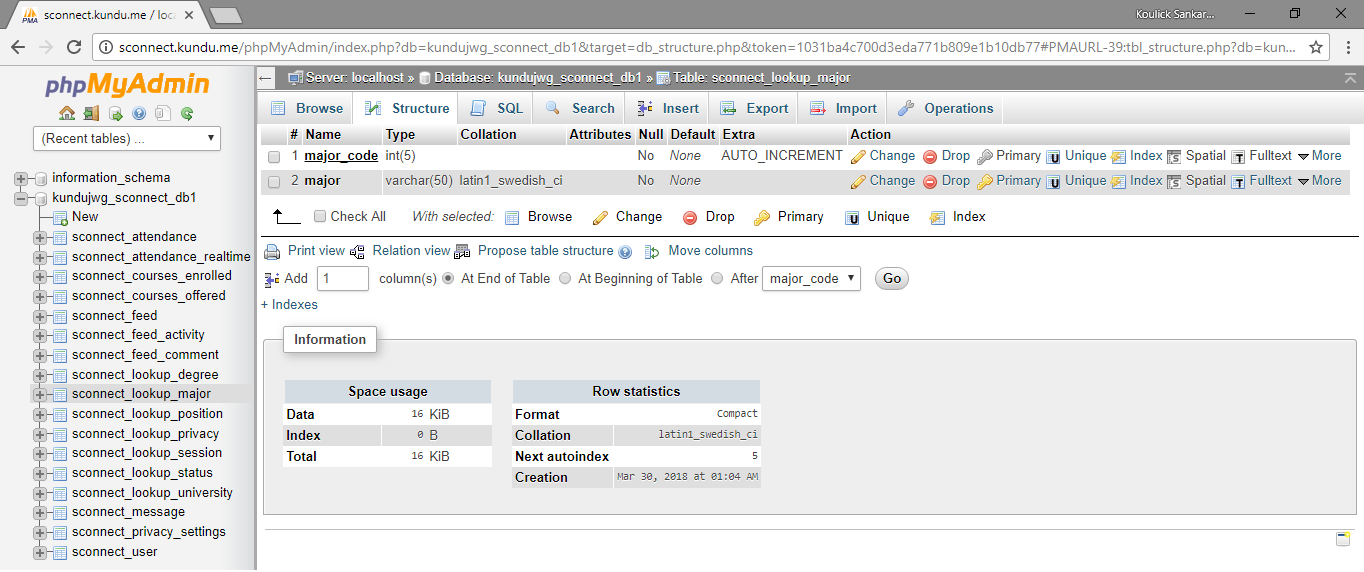 sconnect.kundu.me / loca
Koulick Sankar...
sconnect.kundu.me/phpMyAdmin/index.php?db=kundujwg_sconnect_db1&target=db_structure.php&token=1031ba4c700d3eda771b809e1b10db77#PMAURL-39:tbl_structure.php?db=kun...
phpMyAdmin
(Recent tables) ...
information_schema
kundujwg_sconnect_db1
New
sconnect_attendance
sconnect_attendance_realtime
sconnect_courses_enrolled
sconnect_courses_offered
sconnect_feed
sconnect_feed_activity
sconnect_feed_comment
sconnect_lookup_degree
sconnect_lookup_major
sconnect_lookup_position
sconnect_lookup_privacy
sconnect_lookup_session
sconnect_lookup_status
sconnect_lookup_university
sconnect_message
sconnect_privacy_settings
sconnect_user
Server: localhost » Database: kundujwg_sconnect_db1 » Table: sconnect_lookup_major
Browse Structure SQL Search Insert Export Import Operations
# Name Type Collation Attributes Null Default Extra Action
1 major_code int(5) No None AUTO_INCREMENT Change Drop Primary Unique Index Spatial Fulltext More
2 major varchar(50) latin1_swedish_ci No None Change Drop Primary Unique Index Spatial Fulltext More
Check All With selected: Browse Change Drop Primary Unique Index
Print view Relation view Propose table structure Move columns
Add 1 column(s) At End of Table At Beginning of Table After major_code Go
+ Indexes
Information
Space usage
Data 16 KiB
Index 0 B
Total 16 KiB
Row statistics
Format Compact
Collation latin1_swedish_ci
Next autoindex 5
Creation Mar 30, 2018 at 01:04 AM